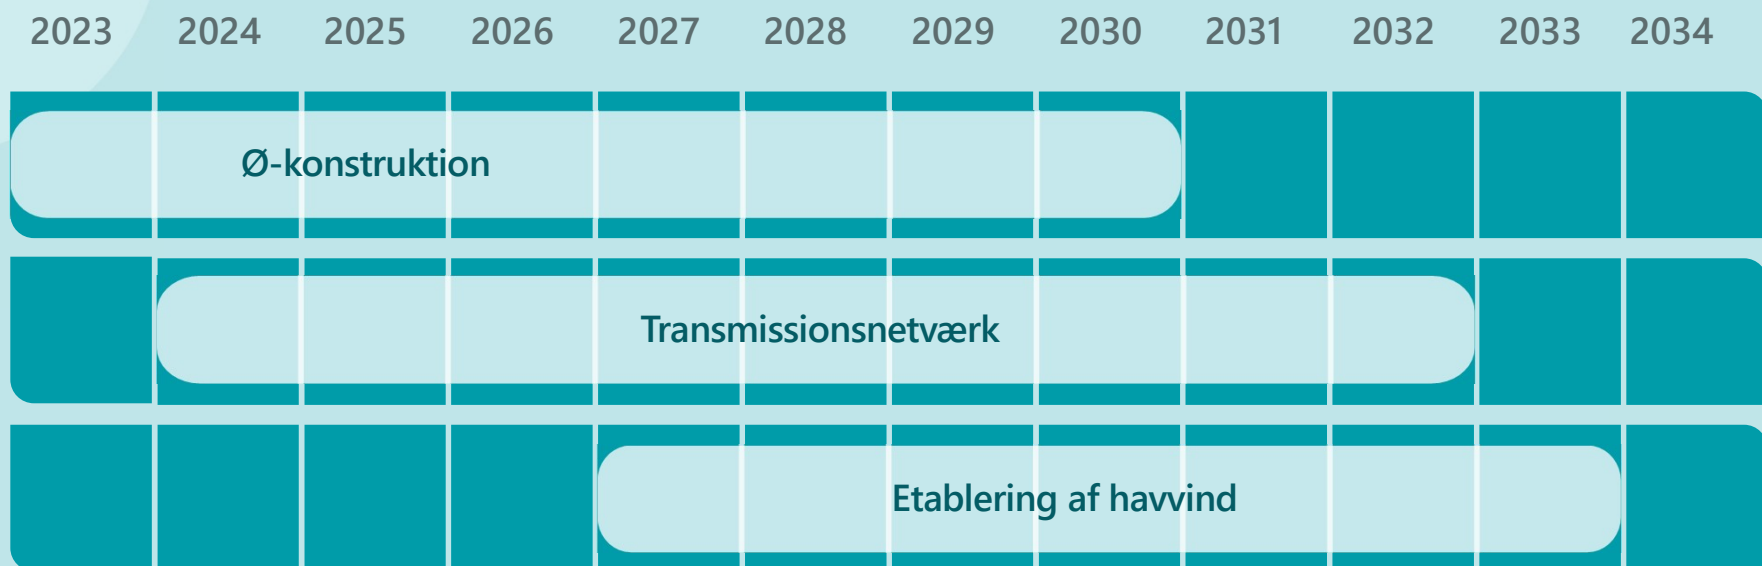 2023 2024 2025 2026 2027 2028 2029 2030 2031 2032 2033 2034
Ø-konstruktion
Transmissionsnetværk
Etablering af havvind